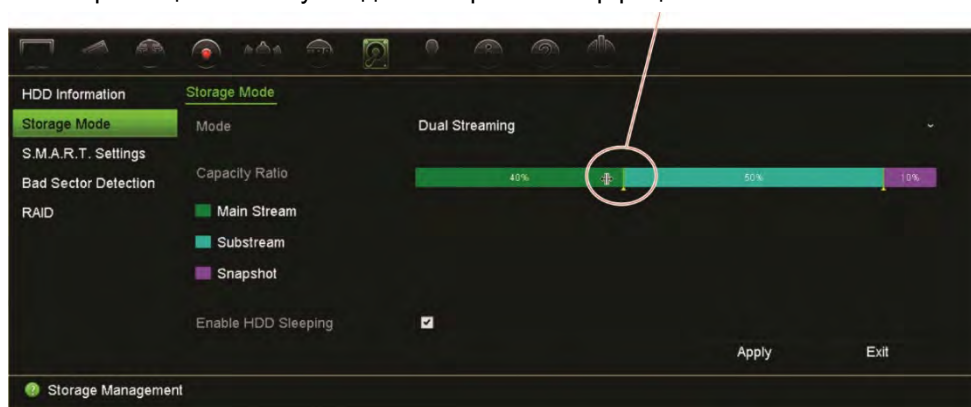 HDD Information
Storage Mode
Storage Mode
Mode
Dual Streaming
S.M.A.R.T. Settings
Bad Sector Detection
Capacity Ratio
40%
50%
10%
RAID
Main Stream
Substream
Snapshot
Enable HDD Sleeping
Apply
Exit
Storage Management